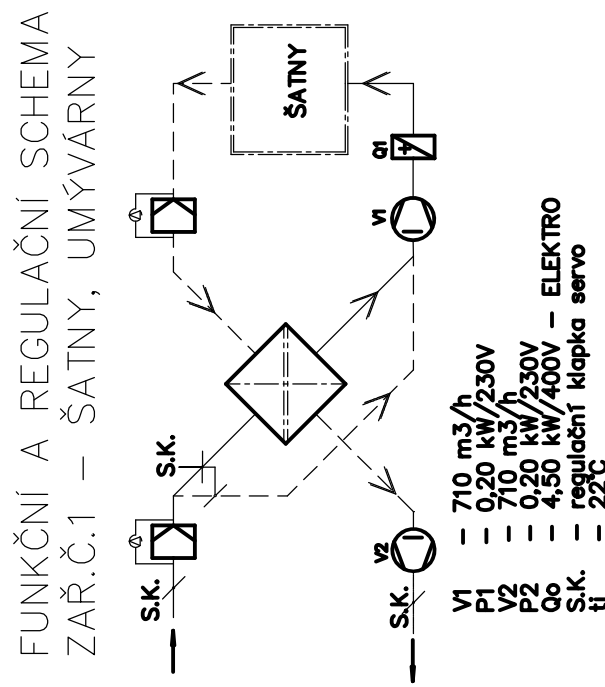 FUNKČNÍ A REGULAČNÍ SCHEMA
ZAŘ.Č.1 – ŠATNY, UMÝVÁRNY
S.K.
S.K.
ŠATNY
Q1
V1
V2
S.K.
V1 – 710 m3/h
P1 – 0,20 kW/230V
V2 – 710 m3/h
P2 – 0,20 kW/230V
Qo – 4,50 kW/400V – ELEKTRO
S.K. – regulační klapka servo
ti – 22°C